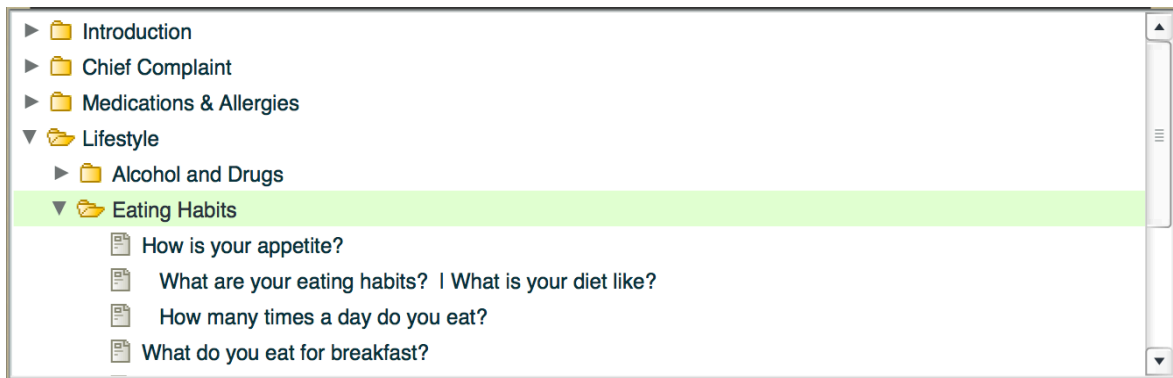 Introduction
Chief Complaint
Medications & Allergies
Lifestyle
Alcohol and Drugs
Eating Habits
How is your appetite?
What are your eating habits? | What is your diet like?
How many times a day do you eat?
What do you eat for breakfast?